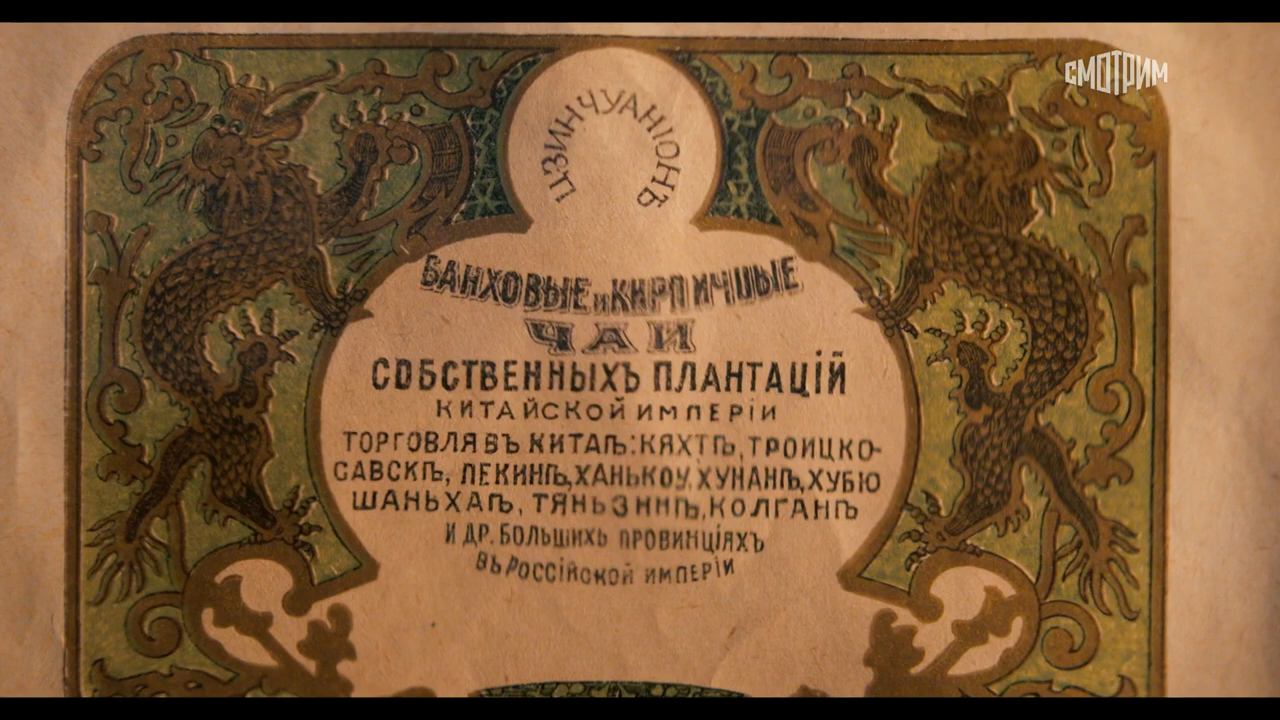 СМОТРИМ
ЦЗИНЧУАНІОНЪ
БАНХОВЫЕ и КИРПИЧНЫЕ
ЧАИ
СОБСТВЕННЫХЪ ПЛАНТАЦІЙ
КИТАЙСКОЙ ИМПЕРІИ
ТОРГОВЛЯ ВЪ КИТАѢ: КЯХТѢ, ТРОИЦКО-
САВСКѢ, ПЕКИНѢ, ХАНЬКОУ, ХУНАНѢ, ХУБЮ
ШАНЬХАѢ, ТЯНЬЗИНѢ, КОЛГАНѢ
И ДР. БОЛЬШИХЪ ПРОВИНЦІЯХЪ
ВЪ РОССІЙСКОЙ ИМПЕРІИ